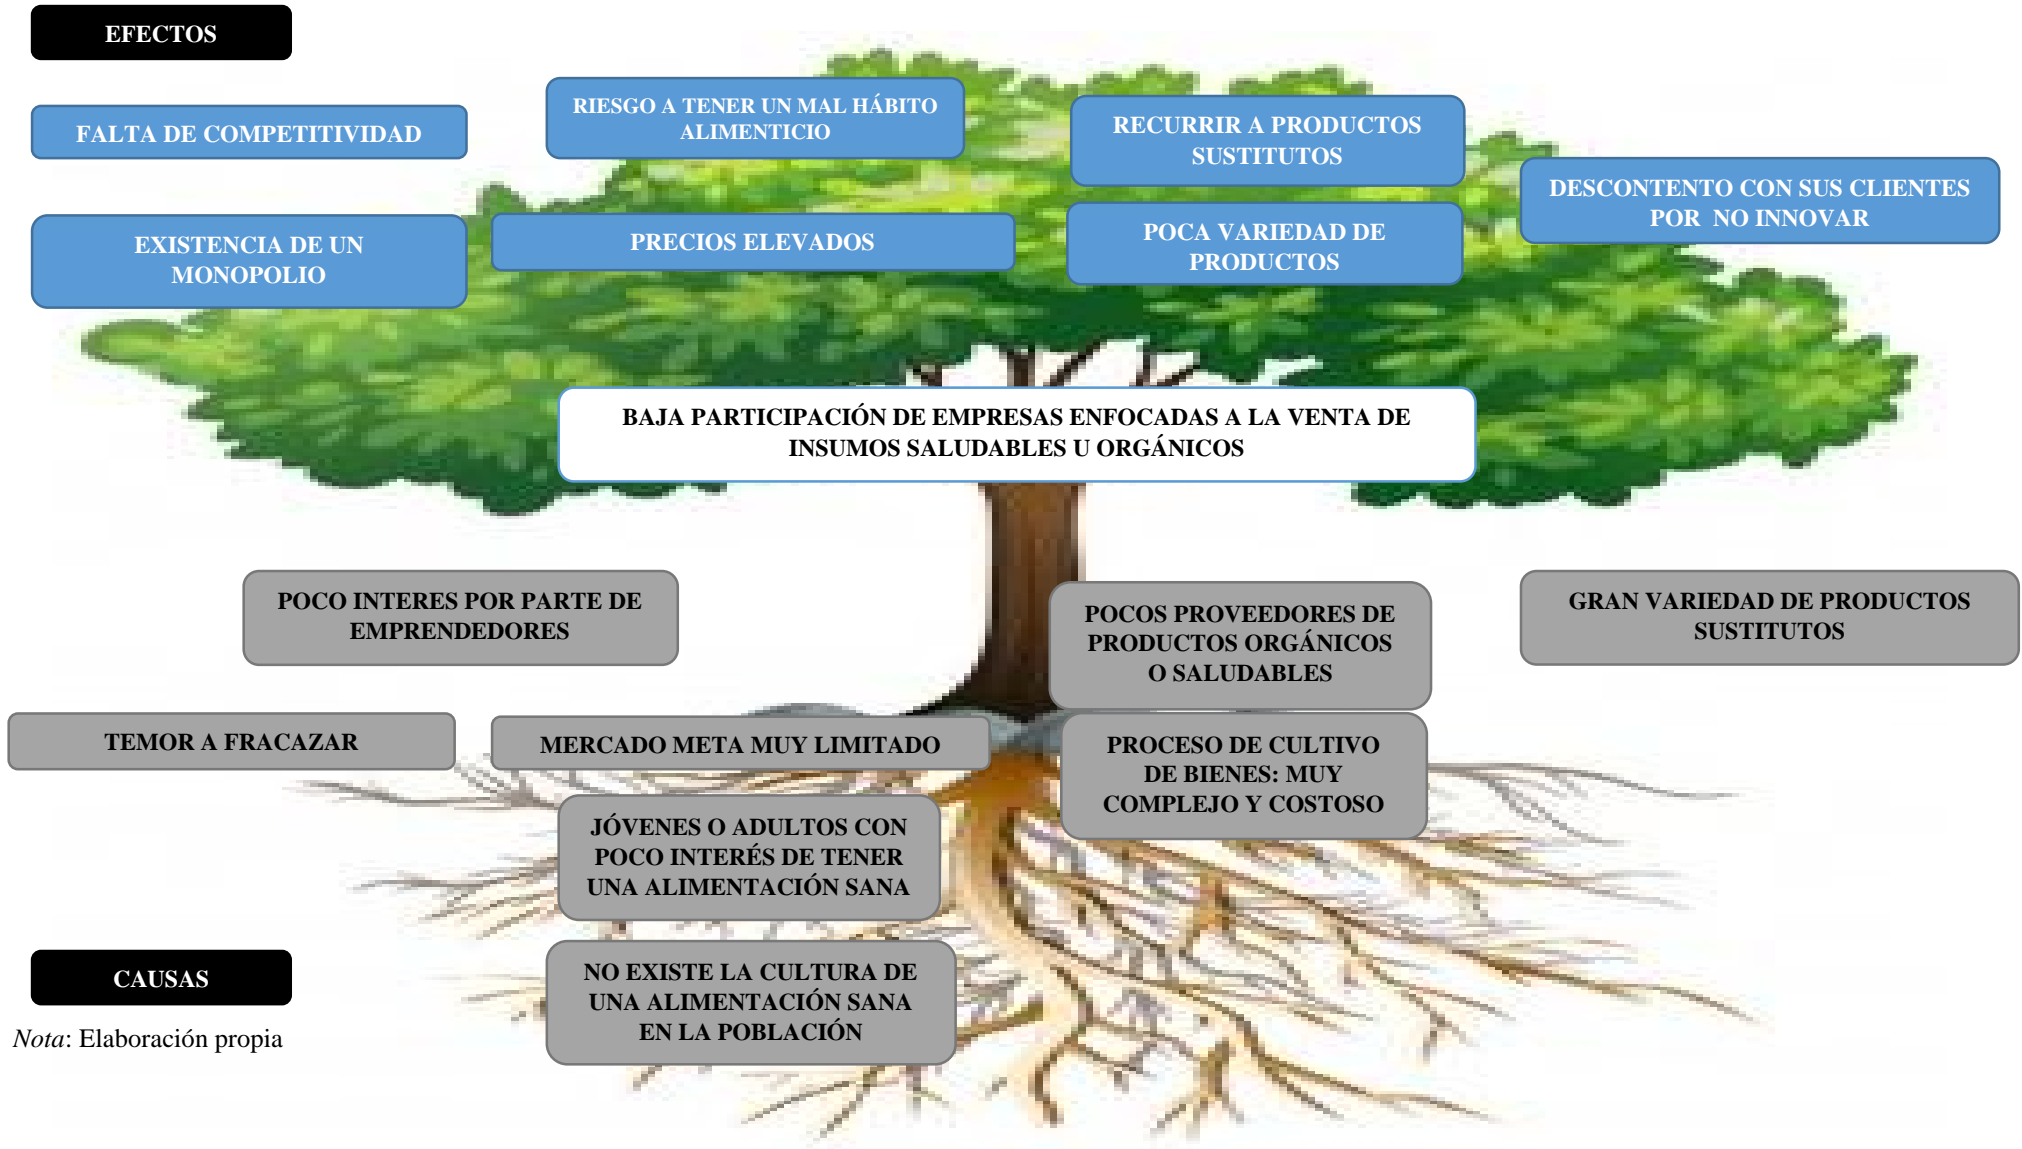 EFECTOS
FALTA DE COMPETITIVIDAD
RIESGO A TENER UN MAL HÁBITO
ALIMENTICIO
RECURRIR A PRODUCTOS
SUSTITUTOS
DESCONTENTO CON SUS CLIENTES
POR NO INNOVAR
EXISTENCIA DE UN
MONOPOLIO
PRECIOS ELEVADOS
POCA VARIEDAD DE
PRODUCTOS
BAJA PARTICIPACIÓN DE EMPRESAS ENFOCADAS A LA VENTA DE
INSUMOS SALUDABLES U ORGÁNICOS
POCO INTERES POR PARTE DE
EMPRENDEDORES
POCOS PROVEEDORES DE
PRODUCTOS ORGÁNICOS
O SALUDABLES
GRAN VARIEDAD DE PRODUCTOS
SUSTITUTOS
TEMOR A FRACAZAR
MERCADO META MUY LIMITADO
PROCESO DE CULTIVO
DE BIENES: MUY
COMPLEJO Y COSTOSO
JÓVENES O ADULTOS CON
POCO INTERÉS DE TENER
UNA ALIMENTACIÓN SANA
NO EXISTE LA CULTURA DE
UNA ALIMENTACIÓN SANA
EN LA POBLACIÓN
CAUSAS
Nota: Elaboración propia